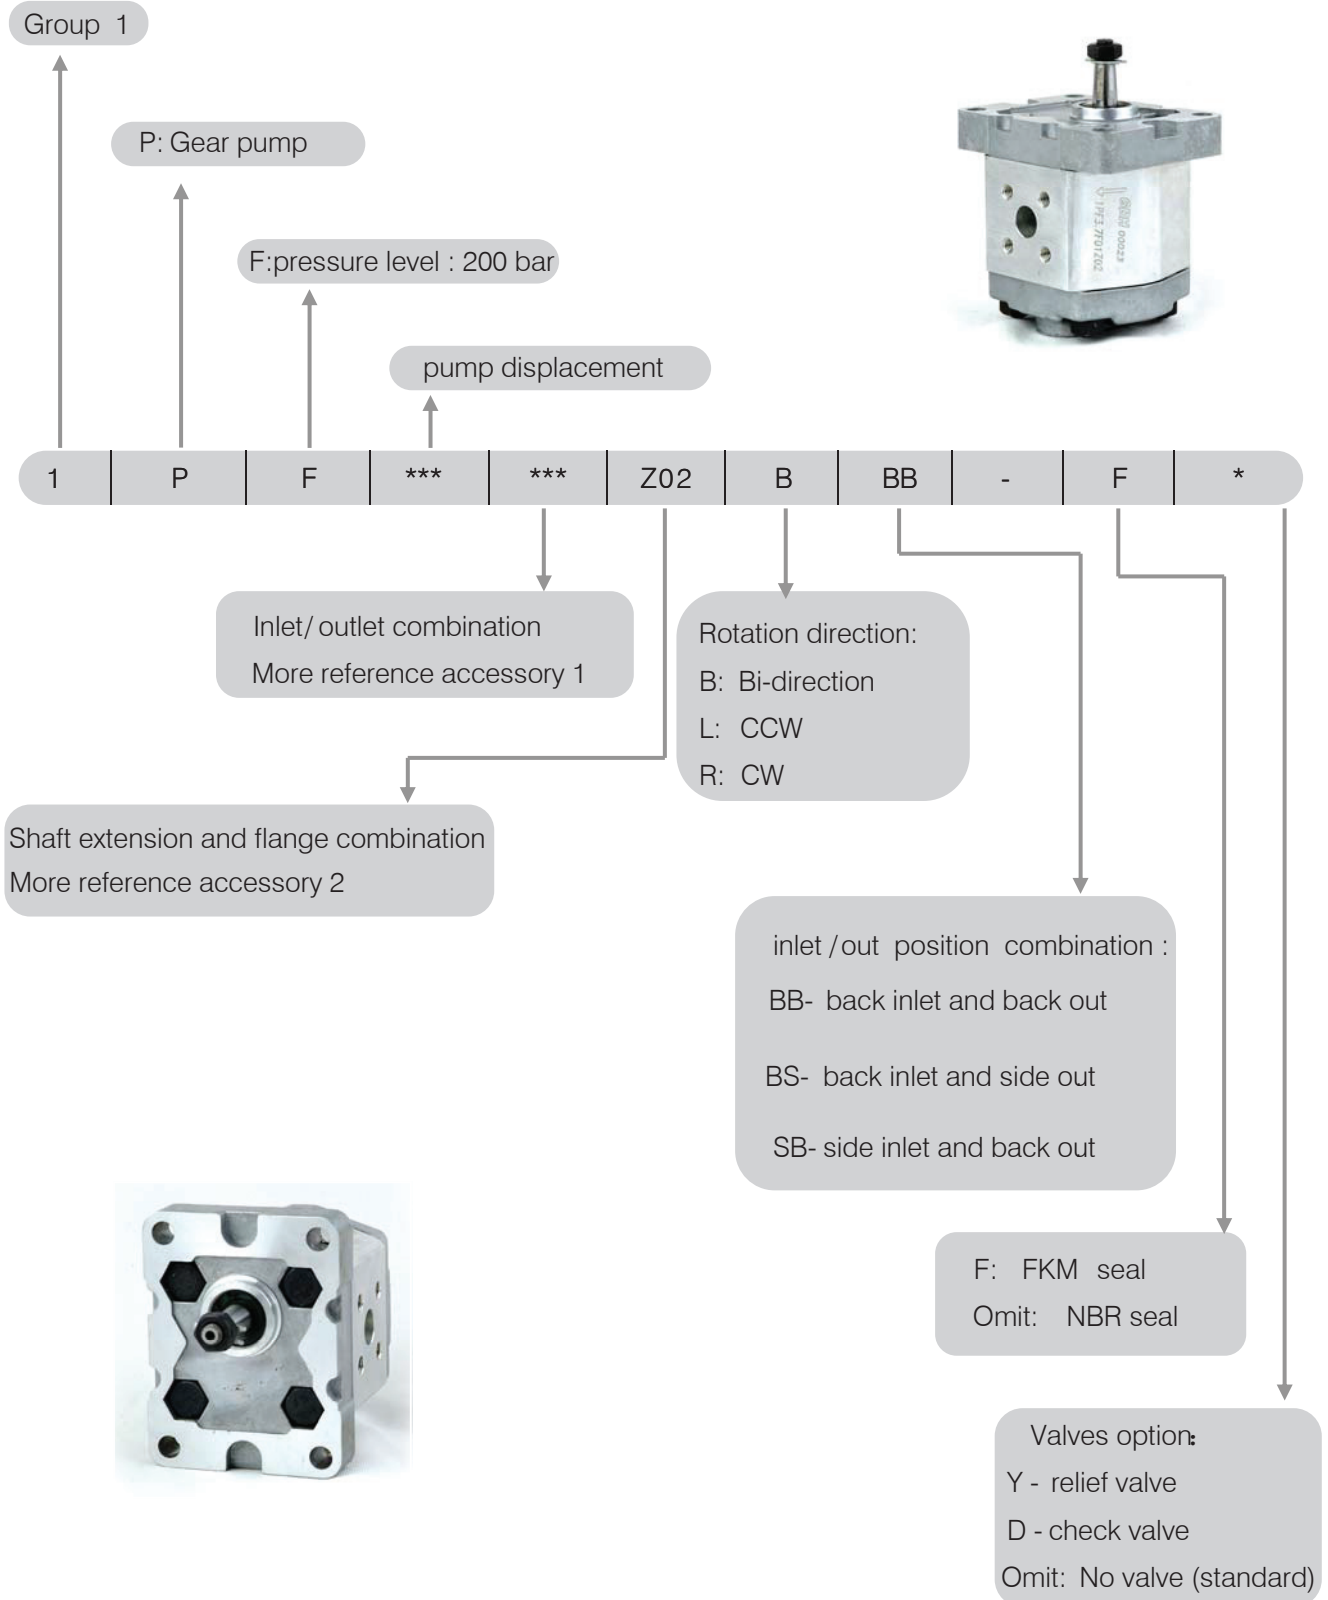 Group 1
P: Gear pump
F:pressure level : 200 bar
pump displacement
1PF3.7F01Z02
00023
1 P F *** *** Z02 B BB - F *
Inlet/ outlet combination
More reference accessory 1
Rotation direction:
B: Bi-direction
L: CCW
R: CW
Shaft extension and flange combination
More reference accessory 2
inlet /out position combination :
BB- back inlet and back out
BS- back inlet and side out
SB- side inlet and back out
F: FKM seal
Omit: NBR seal
Valves option:
Y - relief valve
D - check valve
Omit: No valve (standard)